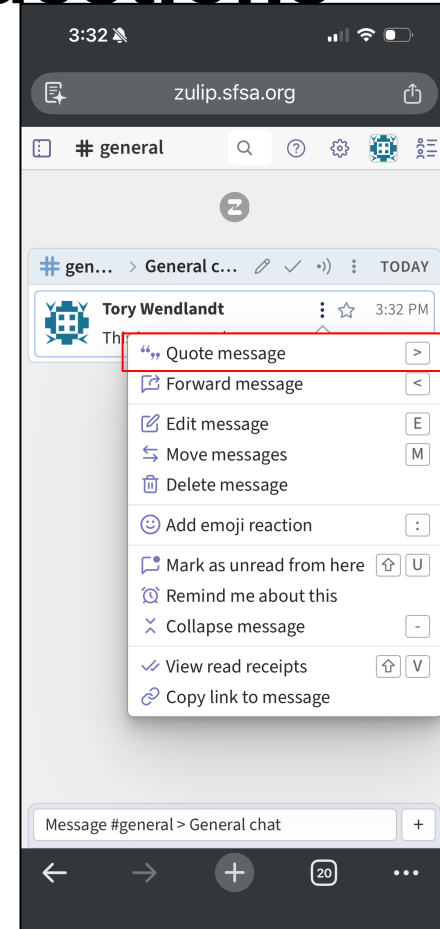 3:32
zulip.sfsa.org
# general
Z
# gen... > General c... TODAY
Tory Wendlandt 3:32 PM
Quote message >
Forward message <
Edit message E
Move messages M
Delete message
Add emoji reaction :
Mark as unread from here ⇧ U
Remind me about this
Collapse message -
View read receipts ⇧ V
Copy link to message
Message #general > General chat +
20